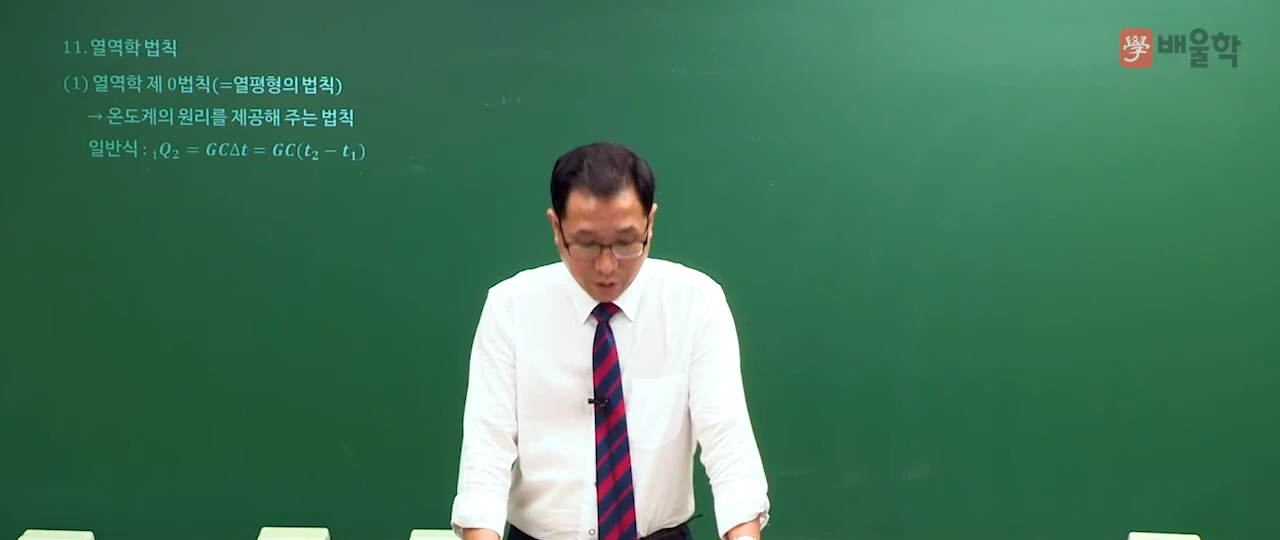 11. 열역학 법칙
(1) 열역학 제 0법칙(=열평형의 법칙)
→ 온도계의 원리를 제공해 주는 법칙
일반식 : ₁Q₂ = GCΔt = GC(t₂ − t₁)
學 배울학